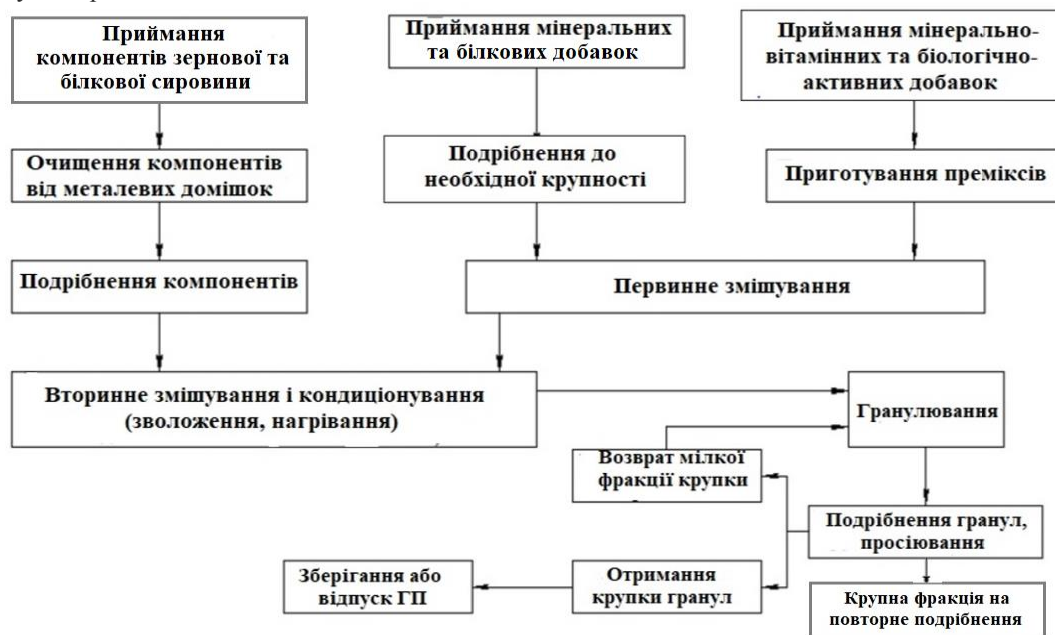 Приймання
компонентів зернової та
білкової сировини
Приймання мінеральних
та білкових добавок
Приймання мінерально-
вітамінних та біологічно-
активних добавок
Очищення компонентів
від металевих домішок
Подрібнення до
необхідної крупності
Приготування преміксів
Подрібнення компонентів
Первинне змішування
Вторинне змішування і кондиціонування
(зволоження, нагрівання)
Гранулювання
Возврат мілкої
фракції крупки
Подрібнення гранул,
просіювання
Зберігання або
відпуск ГП
Отримання
крупки гранул
Крупна фракція на
повторне подрібнення